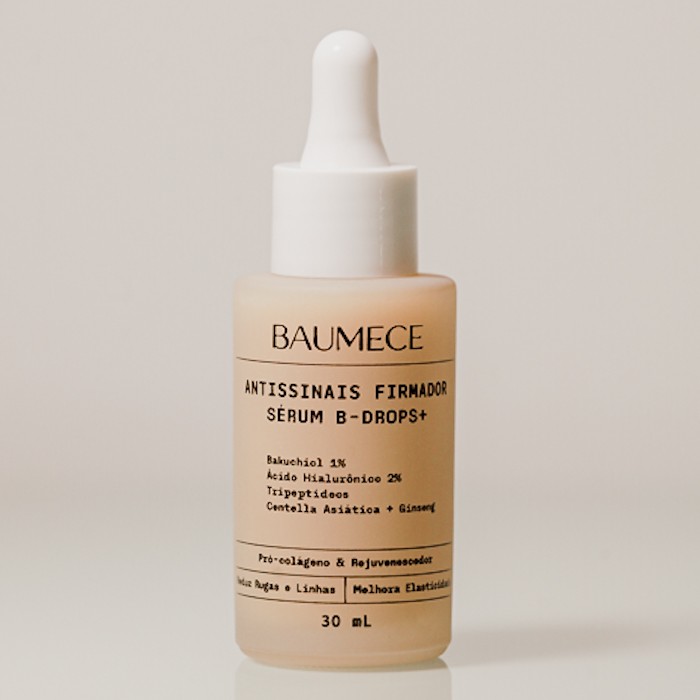 BAUMECE
ANTISSINAIS FIRMADOR
SÉRUM B-DROPS+
Bakuchiol 1%
Ácido Hialurônico 2%
Tripeptídeos
Centella Asiática + Ginseng
Pró-colágeno & Rejuvenescedor
Rugas e Linhas
Melhora
30 mL